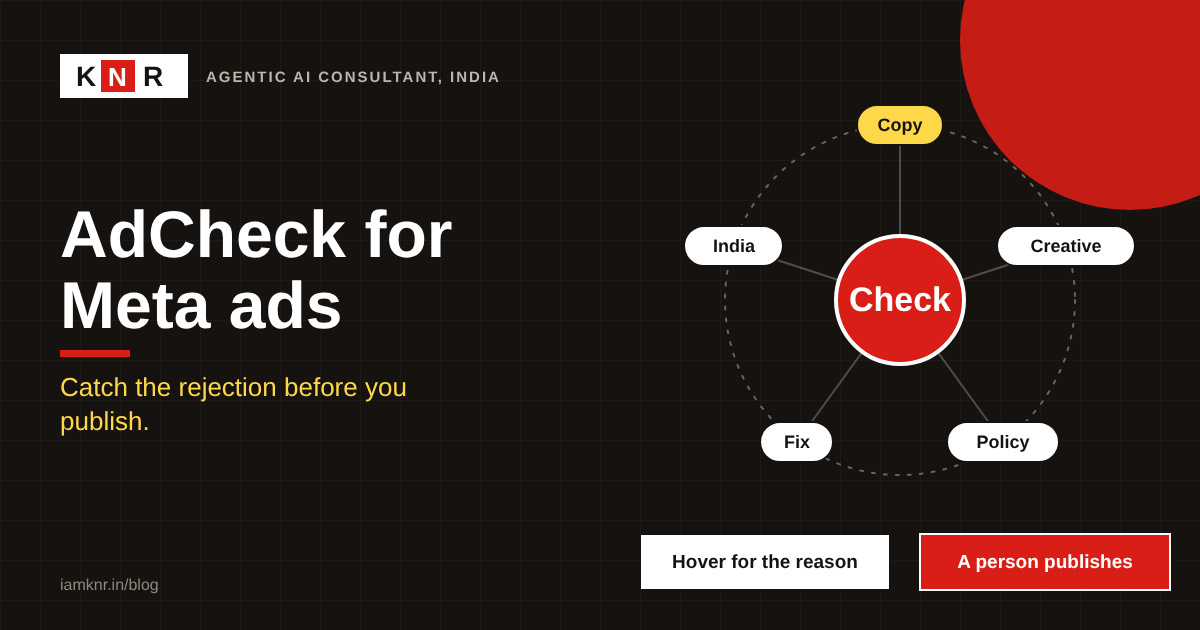 KNR
AGENTIC AI CONSULTANT, INDIA
AdCheck for
Meta ads
Catch the rejection before you
publish.
Copy
India
Creative
Check
Fix
Policy
Hover for the reason
A person publishes
iamknr.in/blog